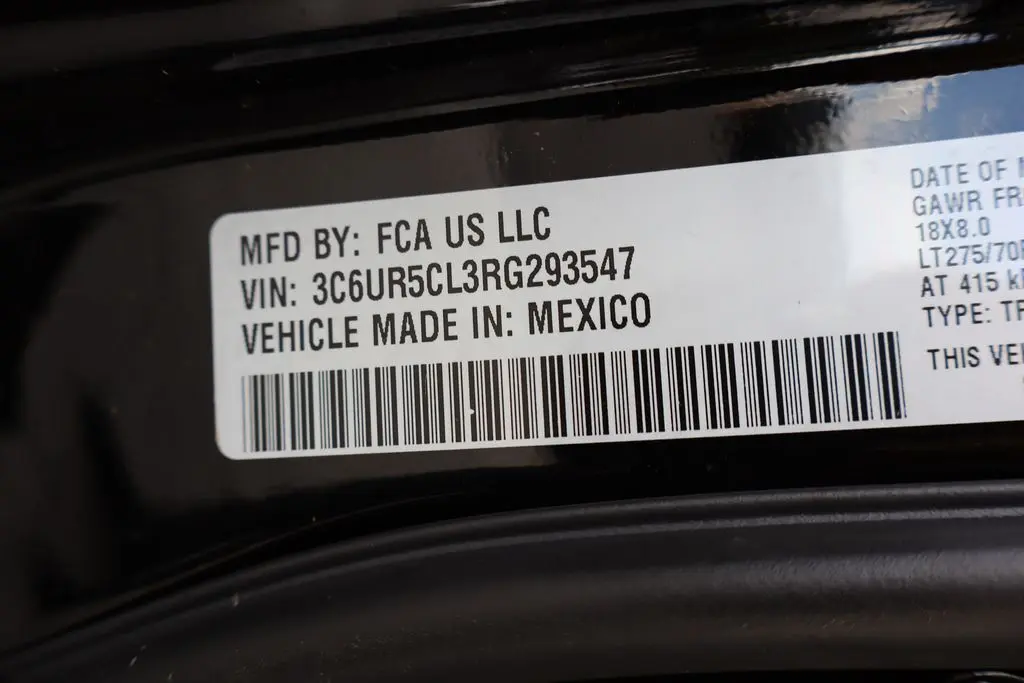 MFD BY: FCA US LLC
VIN: 3C6UR5CL3RG293547
VEHICLE MADE IN: MEXICO
DATE OF
GAWR
18X8.0
AT 415
TYPE:
THIS